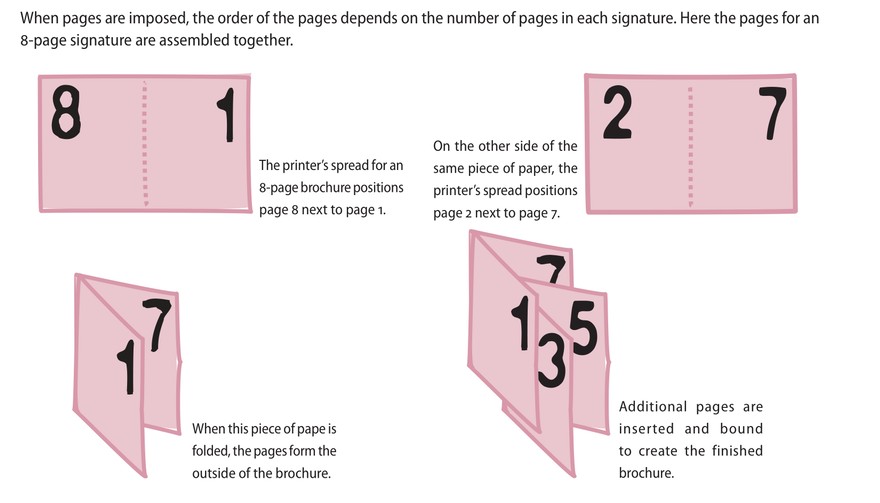 When pages are imposed, the order of the pages depends on the number of pages in each signature. Here the pages for an
8-page signature are assembled together.
8 1
The printer's spread for an
8-page brochure positions
page 8 next to page 1.
On the other side of the
same piece of paper, the
printer's spread positions
page 2 next to page 7.
2 7
7
1
When this piece of pape is
folded, the pages form the
outside of the brochure.
7
1 5
3
Additional pages are
inserted and bound
to create the finished
brochure.